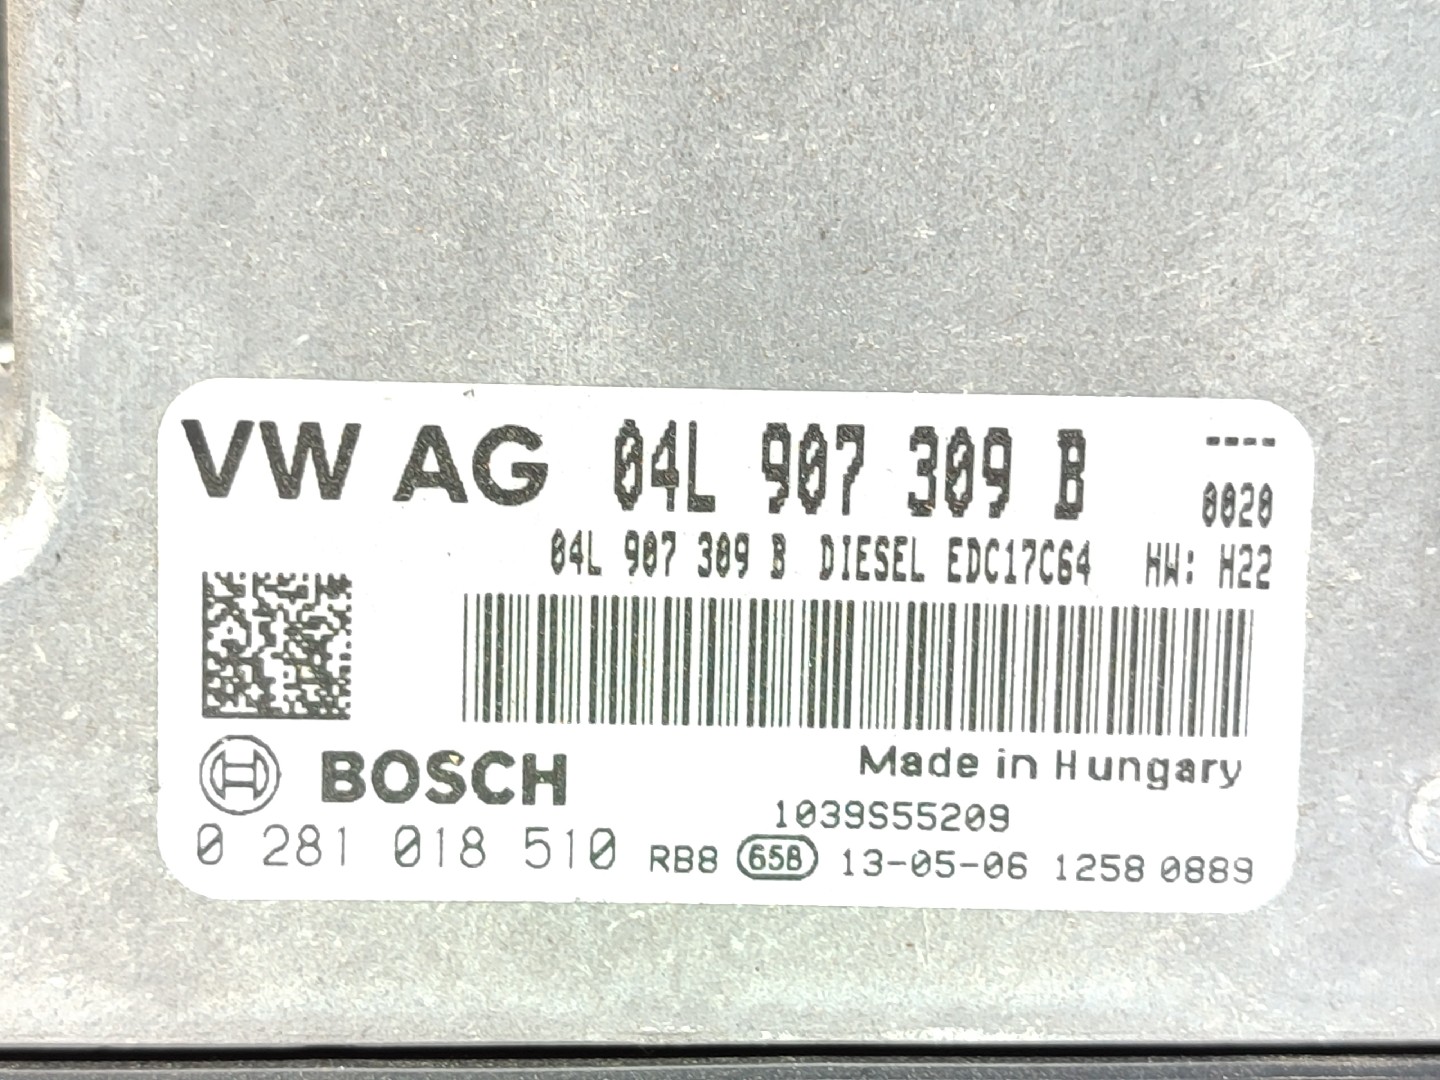 VW AG 04L 907 309 B ----
0020
04L 907 309 B DIESEL EDC17C64 HW: H22
BOSCH Made in Hungary
1039S55209
0 281 018 510 RB8 65B 13-05-06 1258 0889